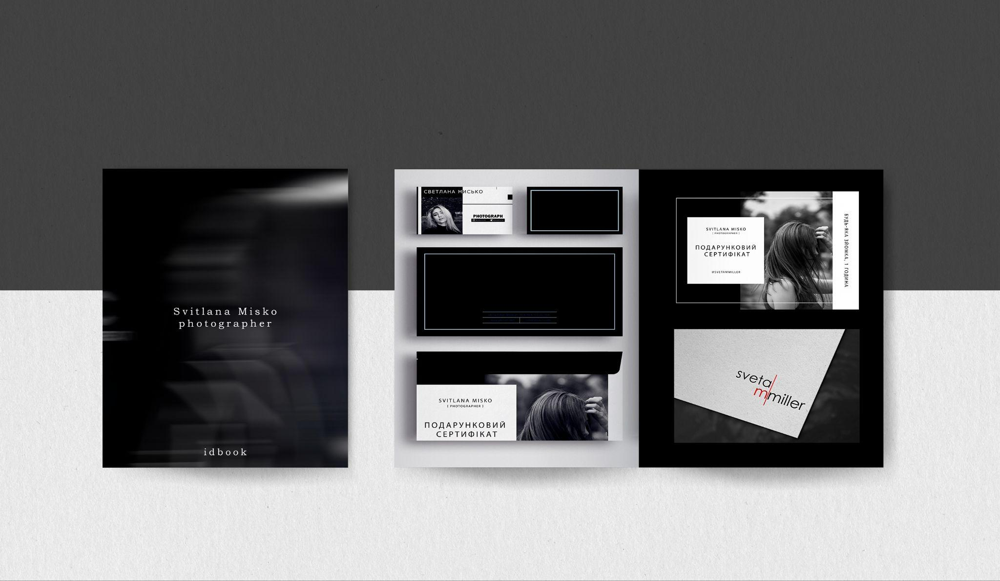 Svitlana Misko
photographer
idbook
СВЕТЛАНА МИСЬКО
PHOTOGRAPH
SVITLANA MISKO
[ PHOTOGRAPHER ]
ПОДАРУНКОВИЙ
СЕРТИФІКАТ
SVITLANA MISKO
[ PHOTOGRAPHER ]
ПОДАРУНКОВИЙ
СЕРТИФІКАТ
@SVETAMMILLER
БУДЬ-ЯКА ЗЙОМКА, 1 ГОДИНА
sveta
mmiller